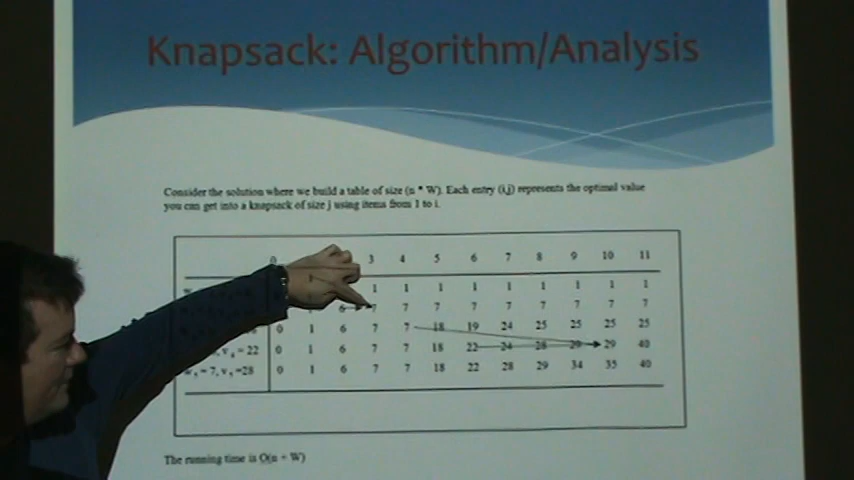 Knapsack: Algorithm/Analysis
Consider the solution where we build a table of size (n * W). Each entry (i,j) represents the optimal value
you can get into a knapsack of size j using items from 1 to i.
0 3 4 5 6 7 8 9 10 11
1 1 1 1 1 1 1 1 1
6 7 7 7 7 7 7 7 7 7
0 1 6 7 7 18 19 24 25 25 25 25
, v₄ = 22 0 1 6 7 7 18 22 24 28 29 29 40
w₅ = 7, v₅ =28 0 1 6 7 7 18 22 28 29 34 35 40
The running time is O(n * W)